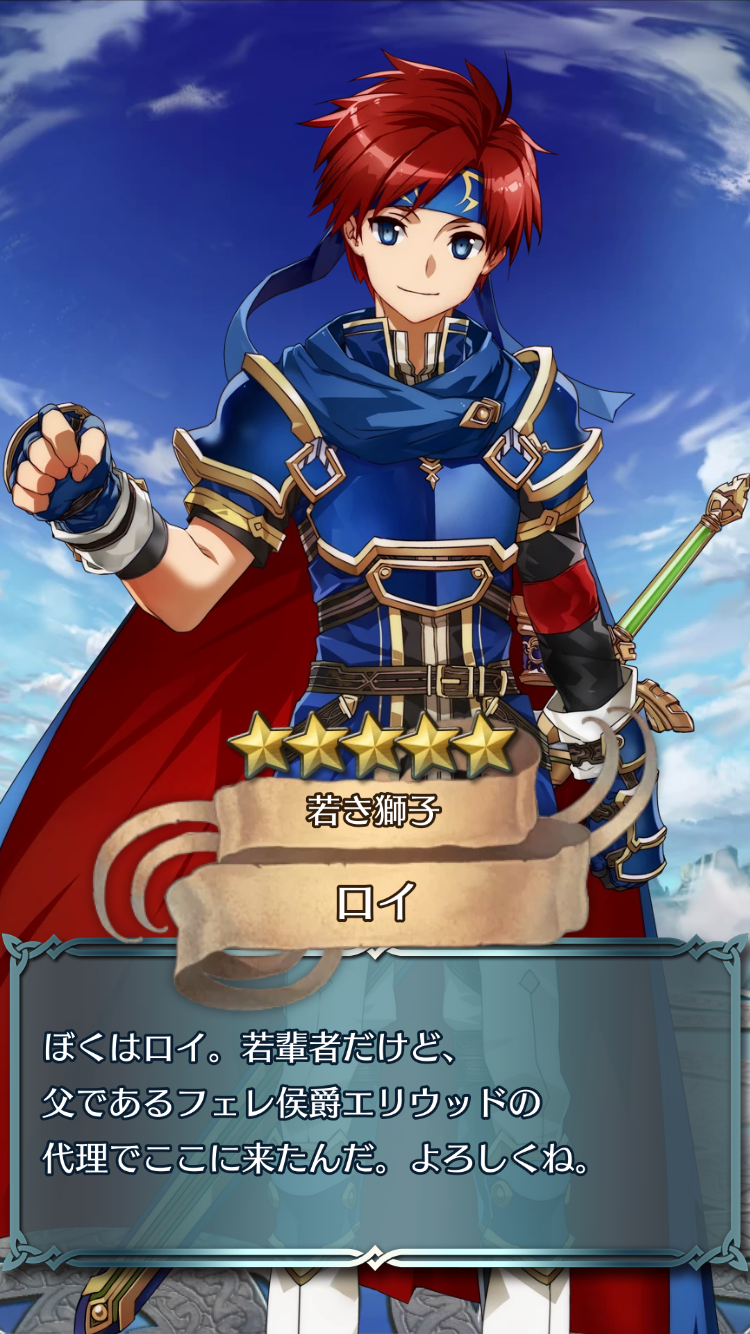 若き獅子
ロイ
ぼくはロイ。若輩者だけど、
父であるフェレ侯爵エリウッドの
代理でここに来たんだ。よろしくね。